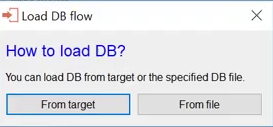 Load DB flow
How to load DB?
You can load DB from target or the specified DB file.
From target
From file